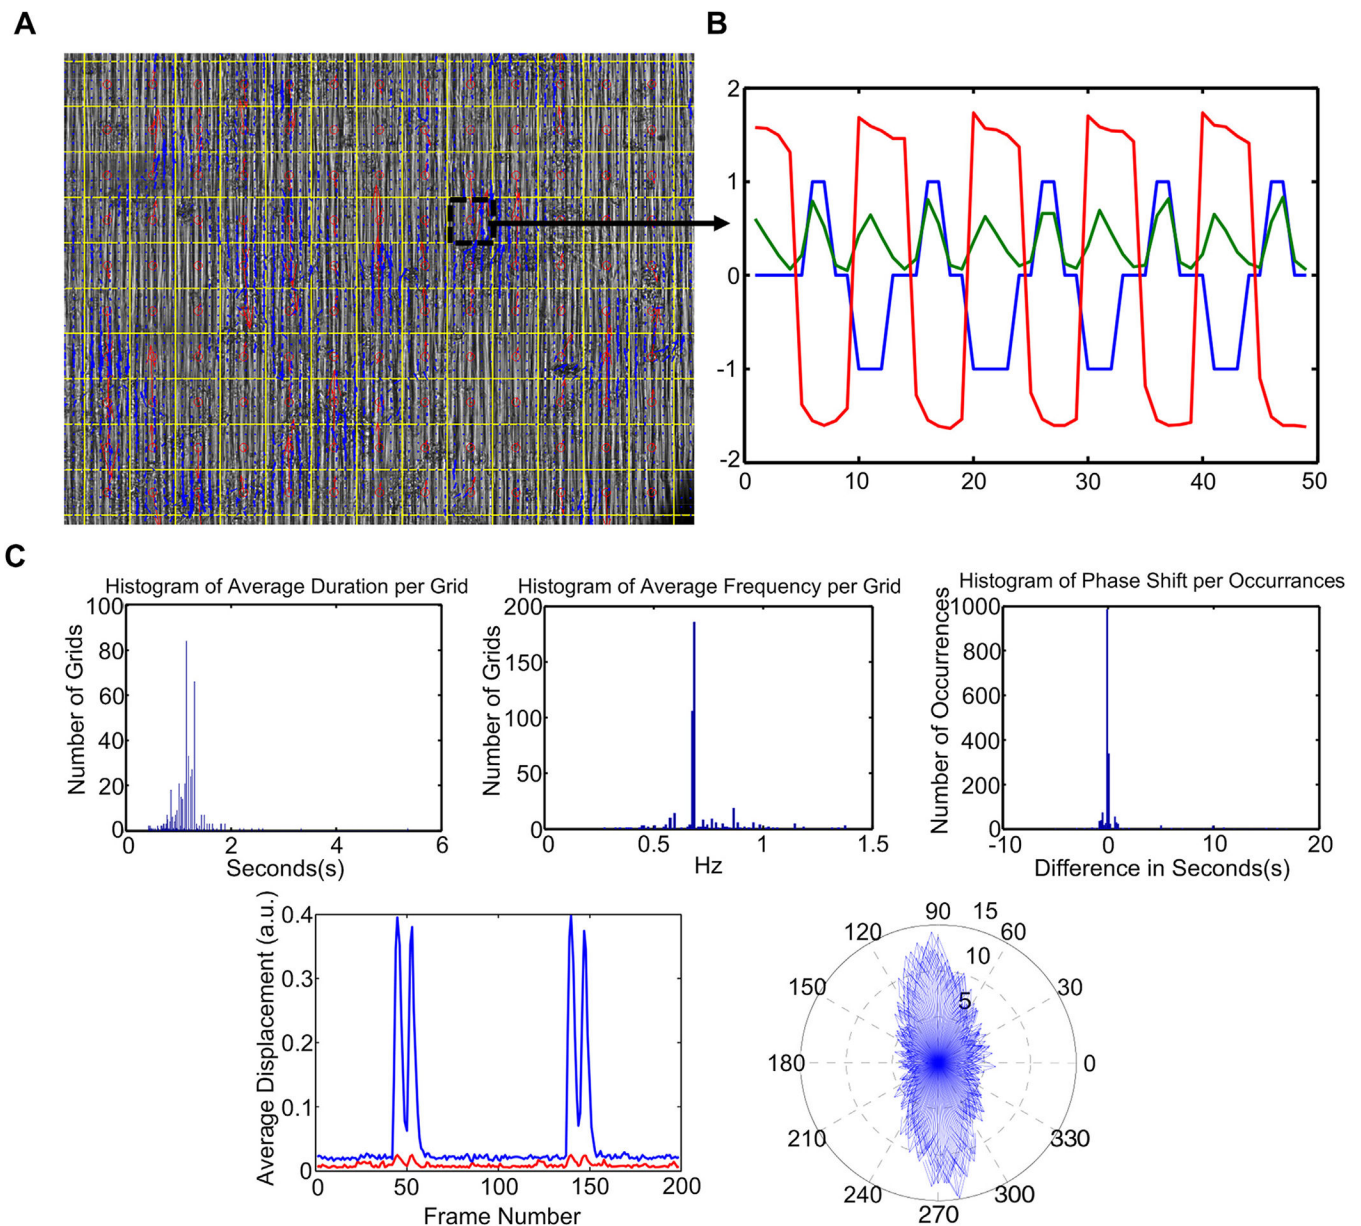 A
B
2
1
0
-1
-2
0 10 20 30 40 50
C
Histogram of Average Duration per Grid
Number of Grids
100
80
60
40
20
0
0 2 4 6
Seconds(s)
Histogram of Average Frequency per Grid
Number of Grids
200
150
100
50
0
0 0.5 1 1.5
Hz
Histogram of Phase Shift per Occurrances
Number of Occurrences
1000
800
600
400
200
0
-10 0 10 20
Difference in Seconds(s)
Average Displacement (a.u.)
0.4
0.3
0.2
0.1
0
0 50 100 150 200
Frame Number
90 15
120 60
10
150 30
5
180 0
210 330
240 300
270